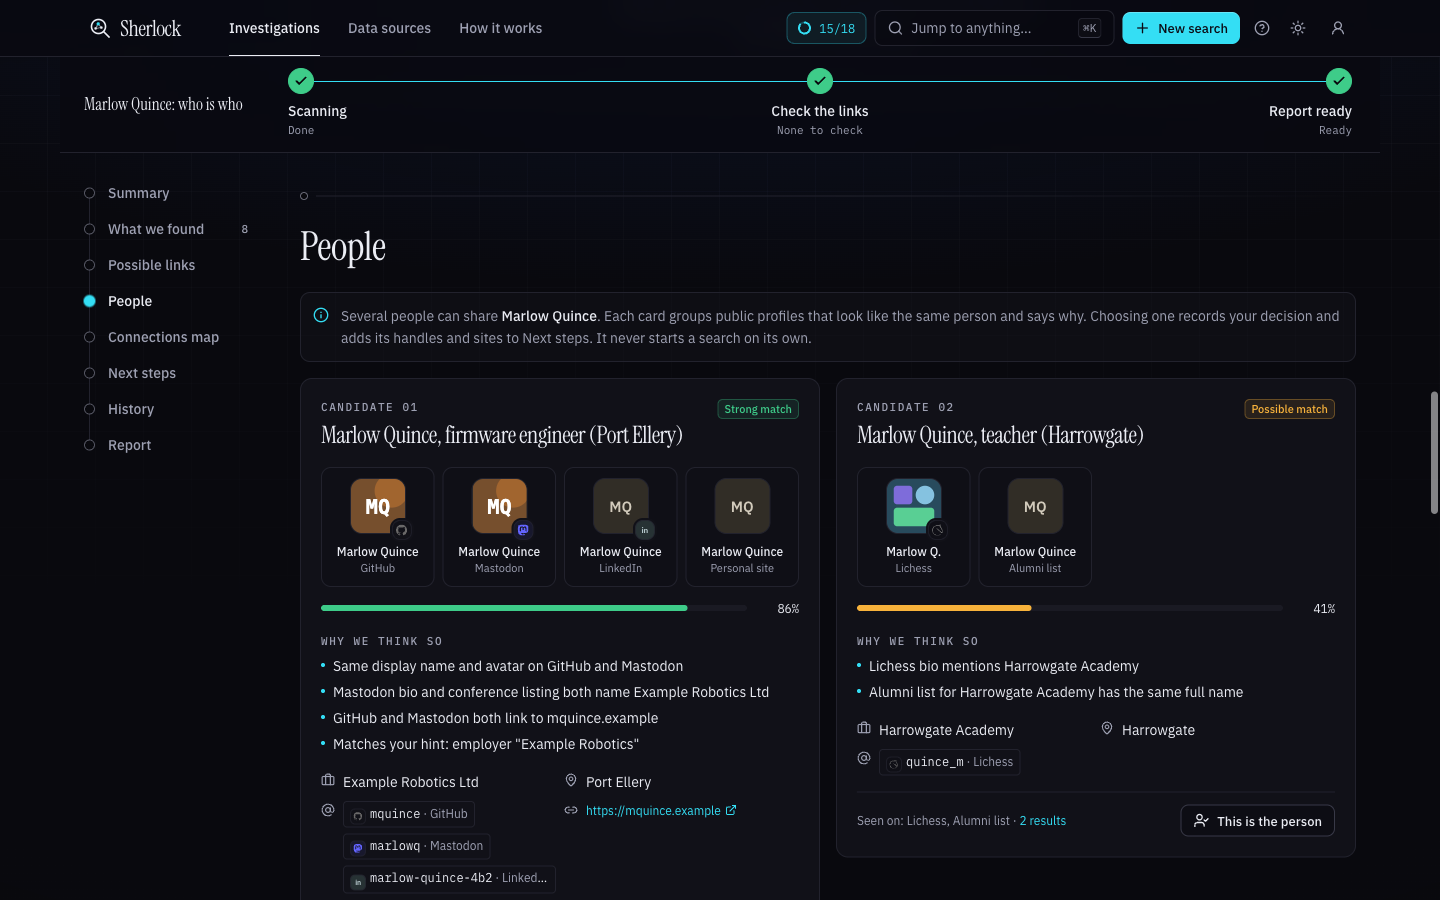 Sherlock
Investigations
Data sources
How it works
15/18
Jump to anything...
⌘K
New search
Marlow Quince: who is who
Scanning
Done
Check the links
None to check
Report ready
Ready
Summary
What we found 8
Possible links
People
Connections map
Next steps
History
Report
People
Several people can share Marlow Quince. Each card groups public profiles that look like the same person and says why. Choosing one records your decision and
adds its handles and sites to Next steps. It never starts a search on its own.
CANDIDATE 01
Strong match
Marlow Quince, firmware engineer (Port Ellery)
MQ
Marlow Quince
GitHub
MQ
Marlow Quince
Mastodon
MQ
in
Marlow Quince
LinkedIn
MQ
Marlow Quince
Personal site
86%
WHY WE THINK SO
Same display name and avatar on GitHub and Mastodon
Mastodon bio and conference listing both name Example Robotics Ltd
GitHub and Mastodon both link to mquince.example
Matches your hint: employer "Example Robotics"
Example Robotics Ltd
Port Ellery
mquince · GitHub
https://mquince.example
marlowq · Mastodon
in marlow-quince-4b2 · Linked...
CANDIDATE 02
Possible match
Marlow Quince, teacher (Harrowgate)
Marlow Q.
Lichess
MQ
Marlow Quince
Alumni list
41%
WHY WE THINK SO
Lichess bio mentions Harrowgate Academy
Alumni list for Harrowgate Academy has the same full name
Harrowgate Academy
Harrowgate
quince_m · Lichess
Seen on: Lichess, Alumni list · 2 results
This is the person